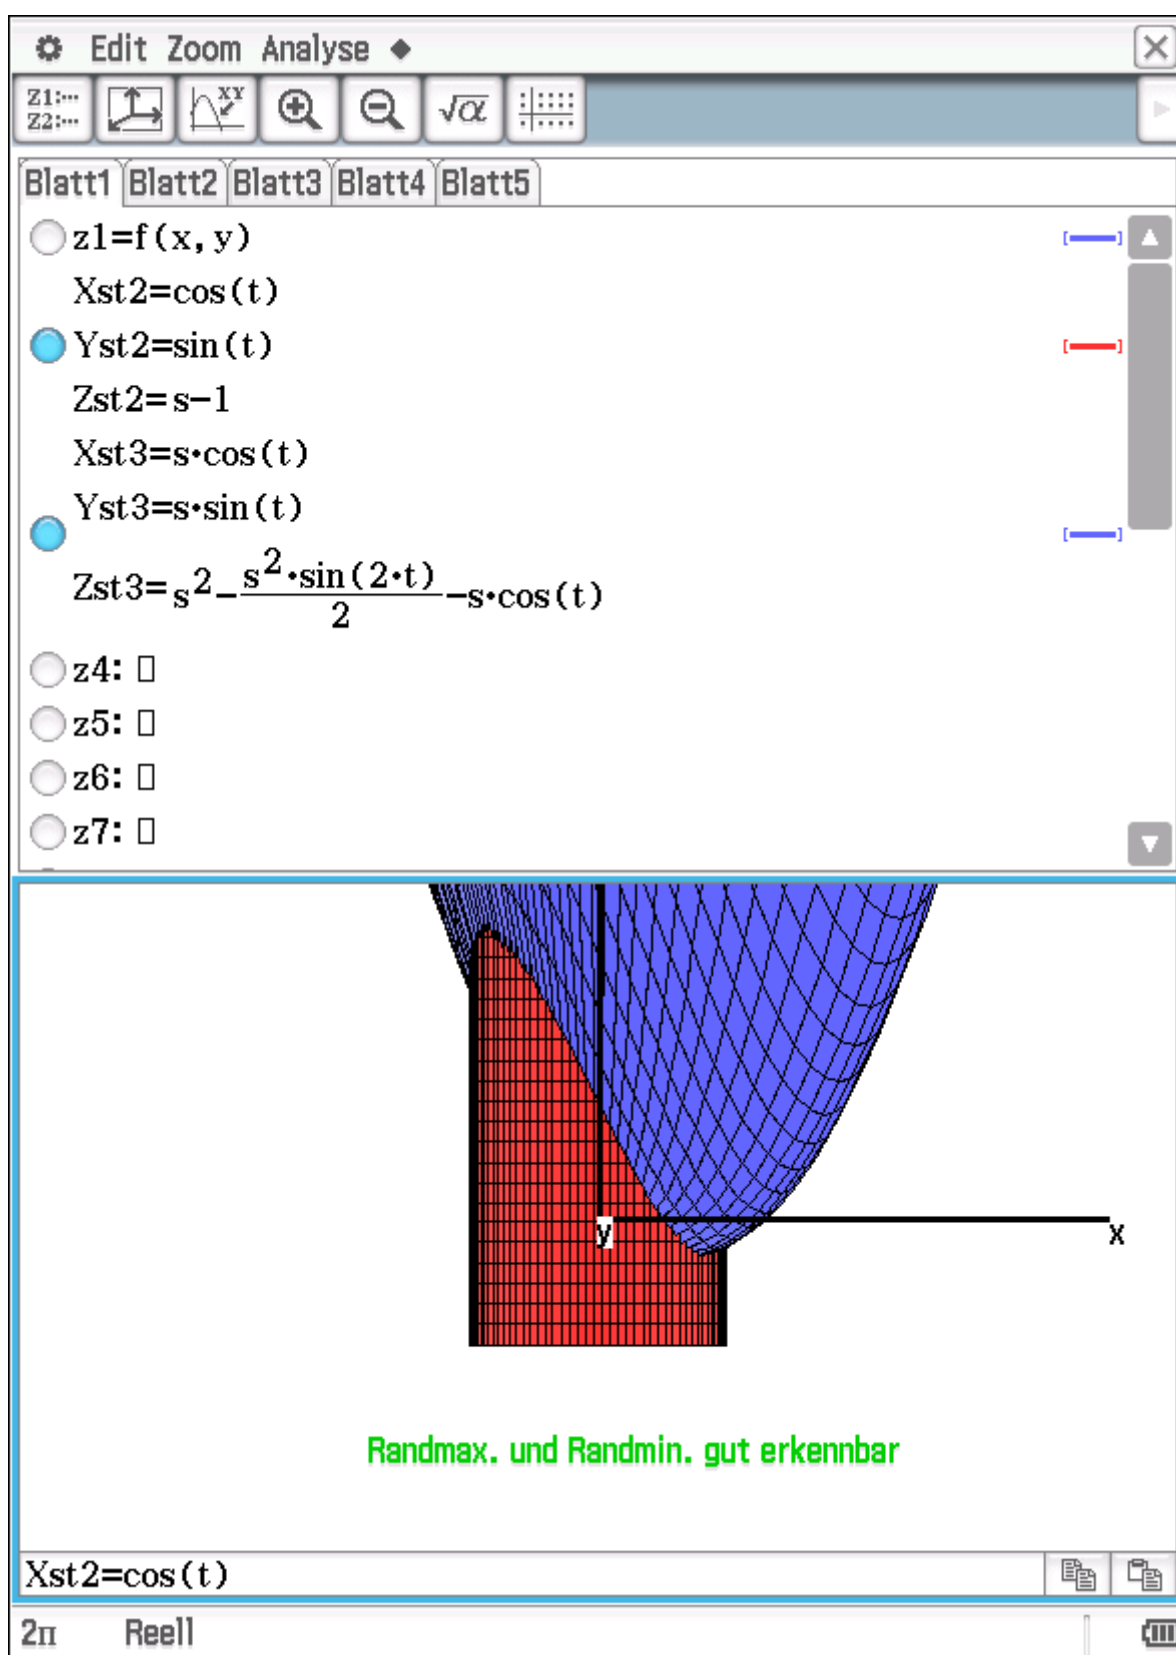 Edit Zoom Analyse ◆
Z1:… XY
Z2:… √α
Blatt1 Blatt2 Blatt3 Blatt4 Blatt5
z1=f(x,y)
Xst2=cos(t)
Yst2=sin(t)
Zst2=s−1
Xst3=s·cos(t)
Yst3=s·sin(t)
Zst3=s²−(s²·sin(2·t))/2−s·cos(t)
z4:
z5:
z6:
z7:
y x
Randmax. und Randmin. gut erkennbar
Xst2=cos(t)
2π Reell